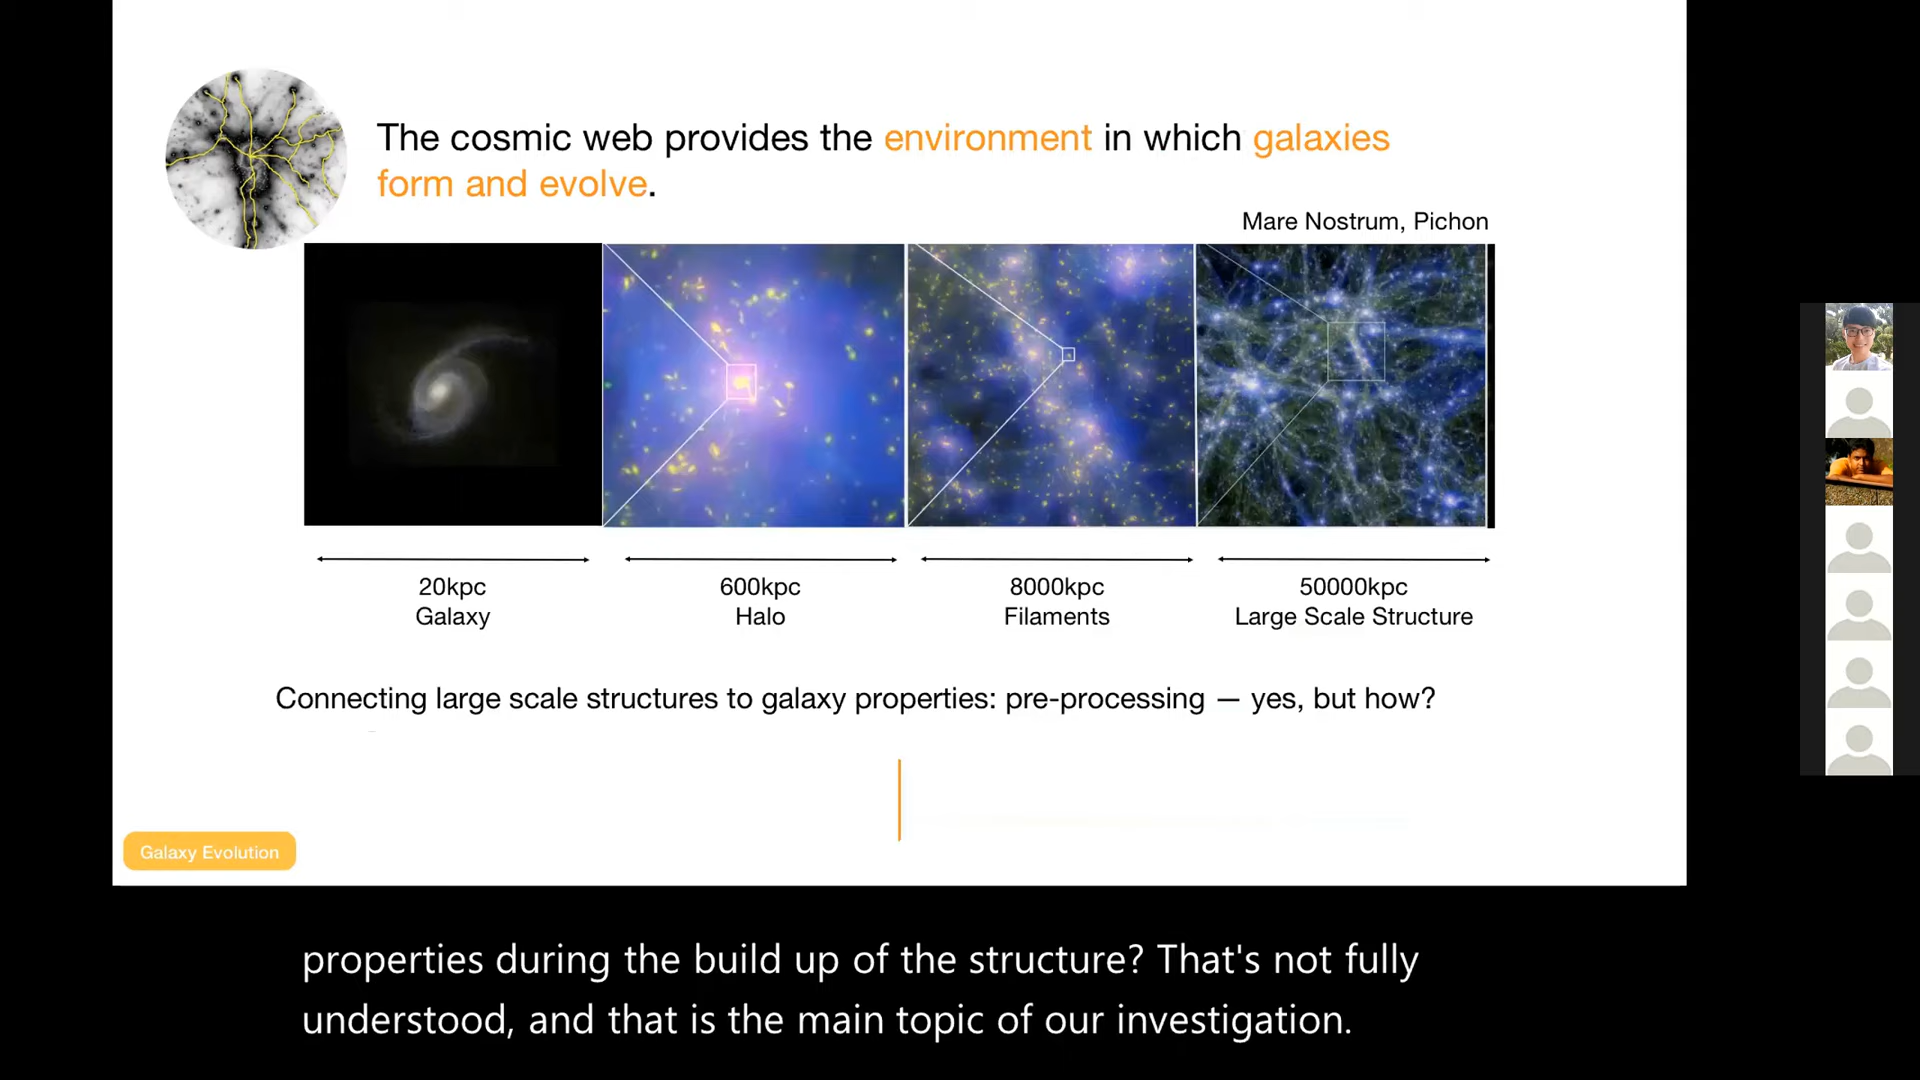 The cosmic web provides the environment in which galaxies
form and evolve.
Mare Nostrum, Pichon
20kpc
Galaxy
600kpc
Halo
8000kpc
Filaments
50000kpc
Large Scale Structure
Connecting large scale structures to galaxy properties: pre-processing — yes, but how?
Galaxy Evolution
properties during the build up of the structure? That's not fully
understood, and that is the main topic of our investigation.